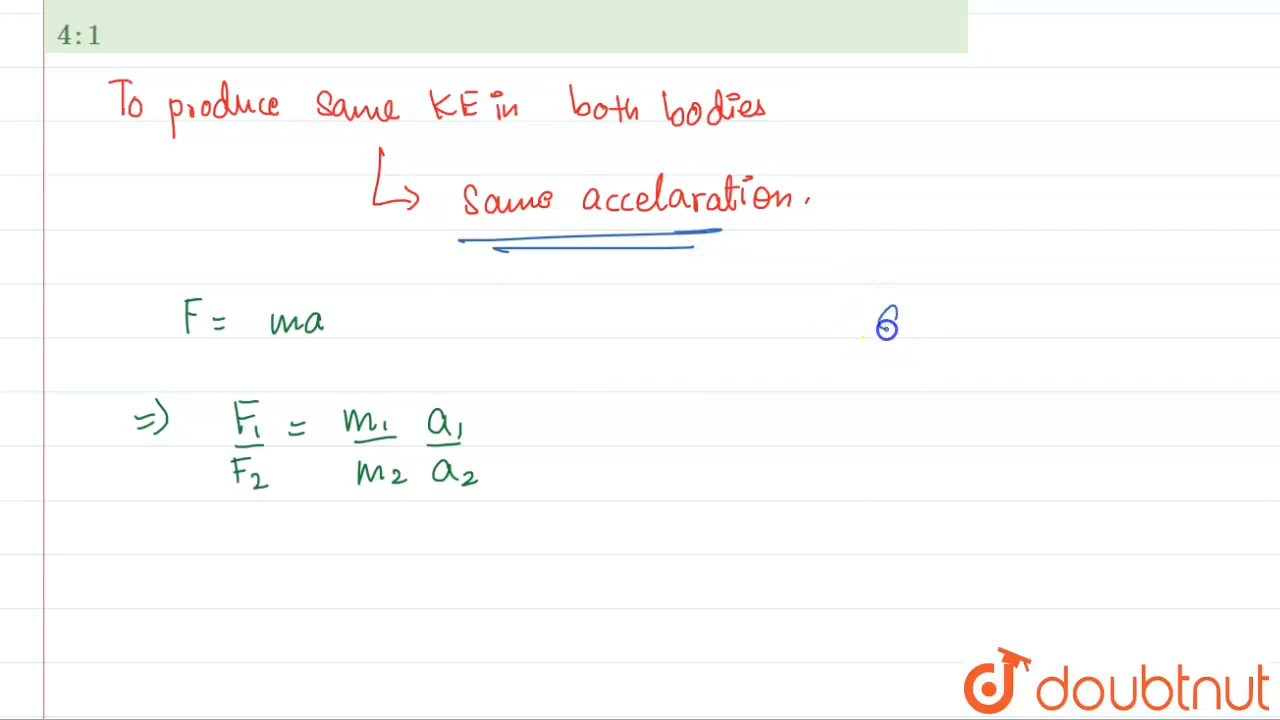 4:1
To produce same KE in both bodies
↳ same accelaration.
F = ma
6
=> F1/F2 = m1/m2 a1/a2
doubtnut